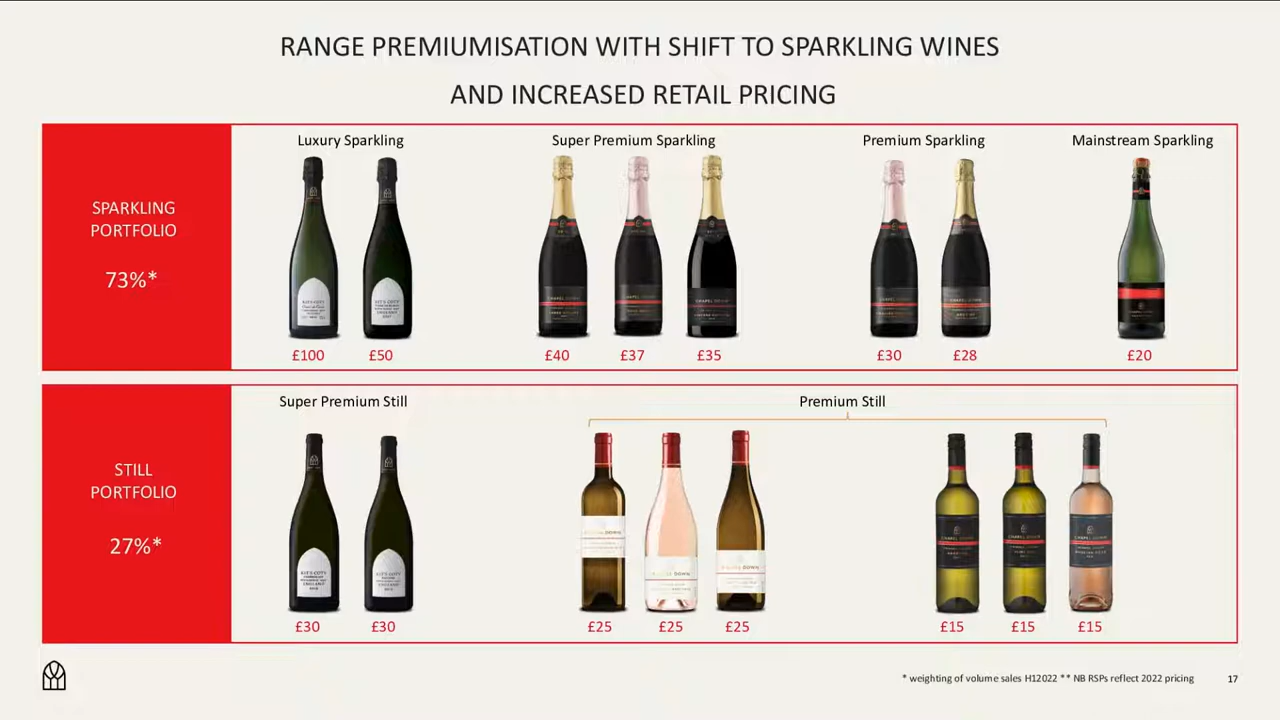 RANGE PREMIUMISATION WITH SHIFT TO SPARKLING WINES
AND INCREASED RETAIL PRICING
Luxury Sparkling
Super Premium Sparkling
Premium Sparkling
Mainstream Sparkling
SPARKLING
PORTFOLIO
73%*
£100
£50
£40
£37
£35
£30
£28
£20
Super Premium Still
Premium Still
STILL
PORTFOLIO
27%*
£30
£30
£25
£25
£25
£15
£15
£15
* weighting of volume sales H12022 ** NB RSPs reflect 2022 pricing
17